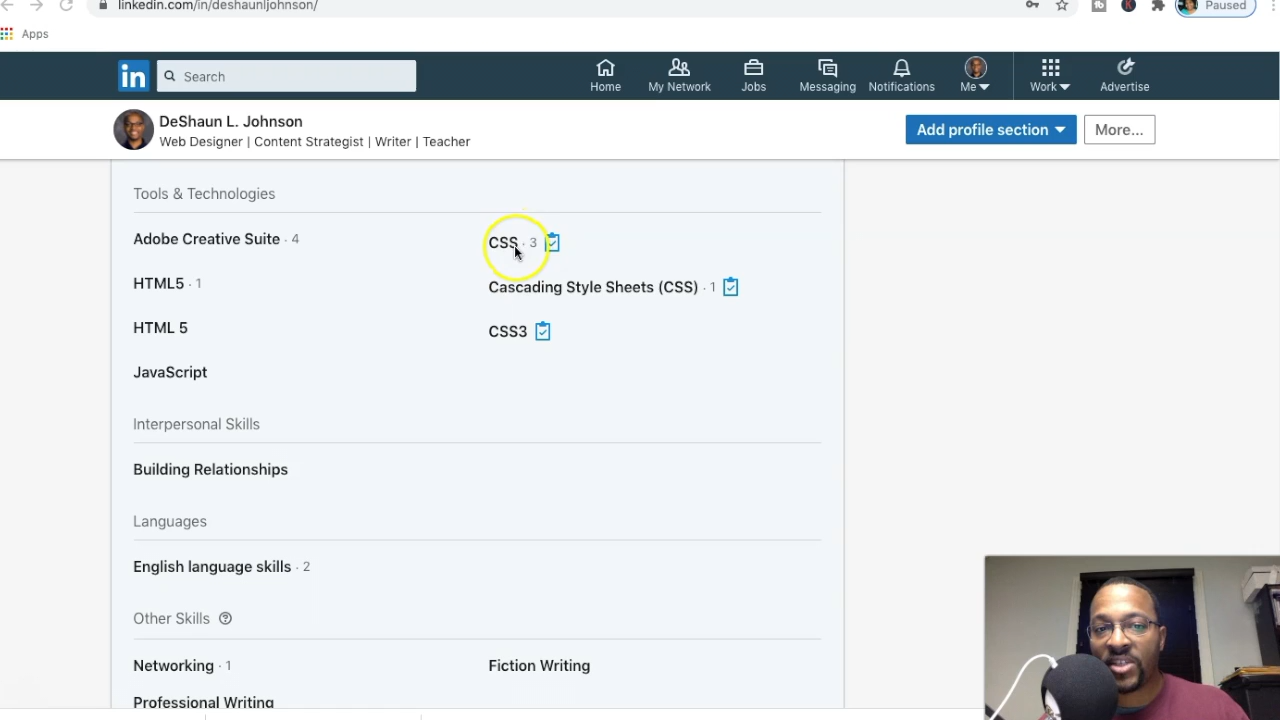 linkedin.com/in/deshaunljohnson/
Paused
Apps
in
Search
Home
My Network
Jobs
Messaging
Notifications
Me
Work
Advertise
DeShaun L. Johnson
Web Designer | Content Strategist | Writer | Teacher
Add profile section
More...
Tools & Technologies
Adobe Creative Suite · 4
CSS · 3
HTML5 · 1
Cascading Style Sheets (CSS) · 1
HTML 5
CSS3
JavaScript
Interpersonal Skills
Building Relationships
Languages
English language skills · 2
Other Skills
Networking · 1
Fiction Writing
Professional Writing